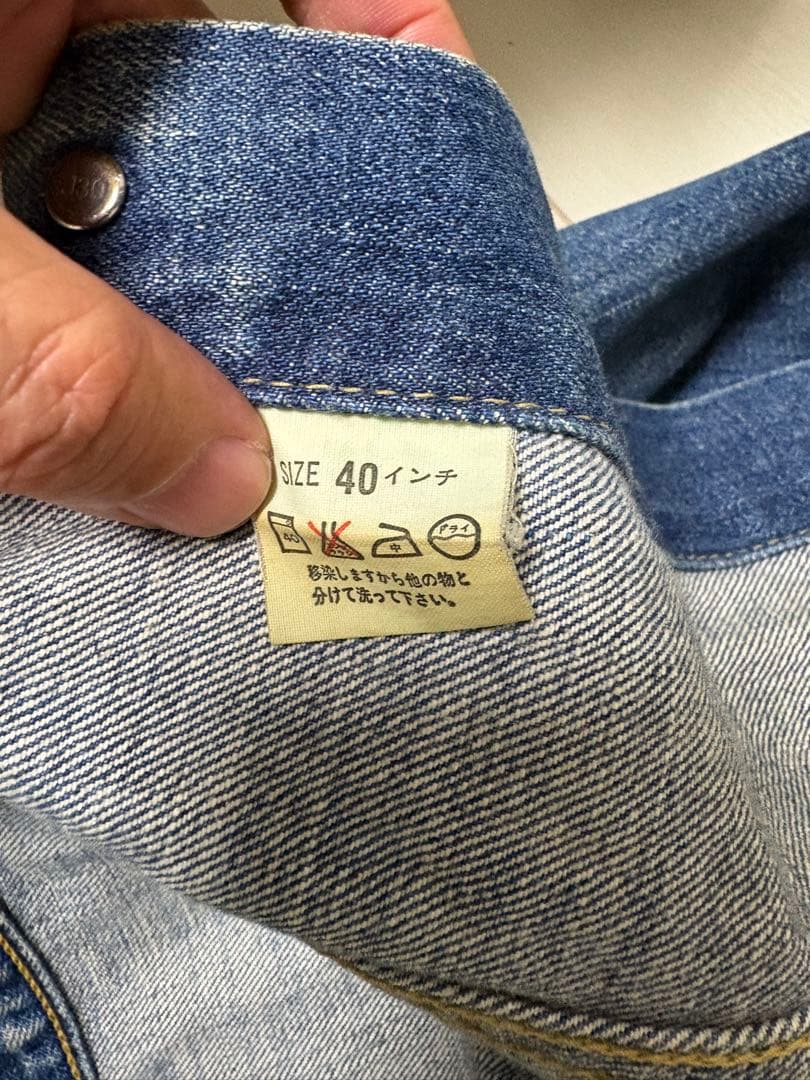 J30
SIZE 40インチ
40 中 ドライ
移染しますから他の物と
分けて洗って下さい。